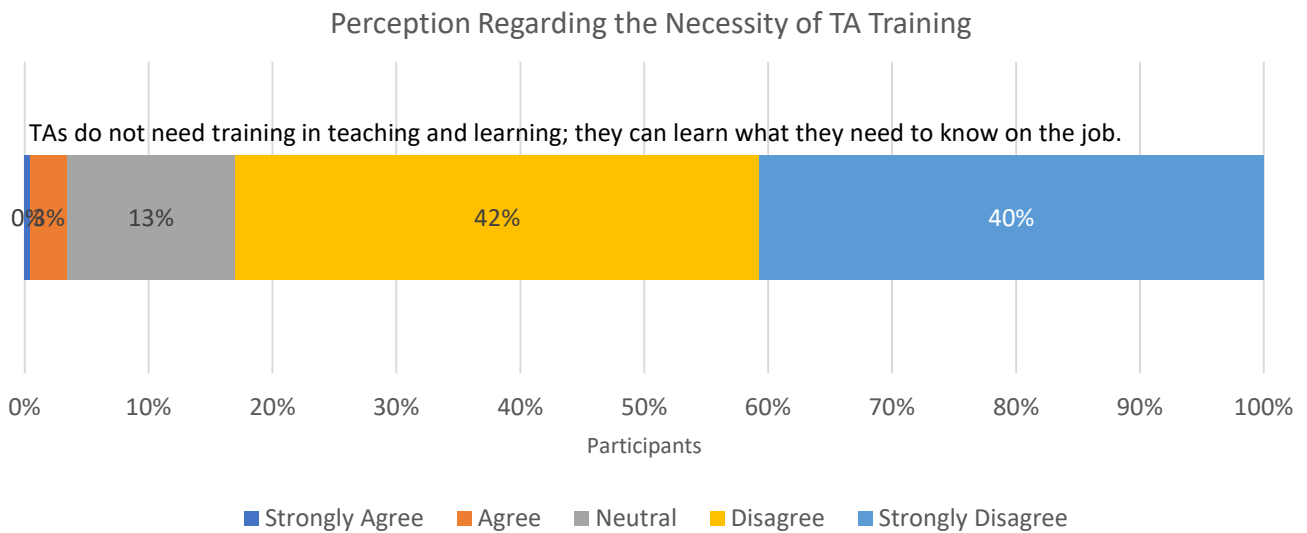 Perception Regarding the Necessity of TA Training
TAs do not need training in teaching and learning; they can learn what they need to know on the job.
0% 3% 13% 42% 40%
0% 10% 20% 30% 40% 50% 60% 70% 80% 90% 100%
Participants
Strongly Agree Agree Neutral Disagree Strongly Disagree